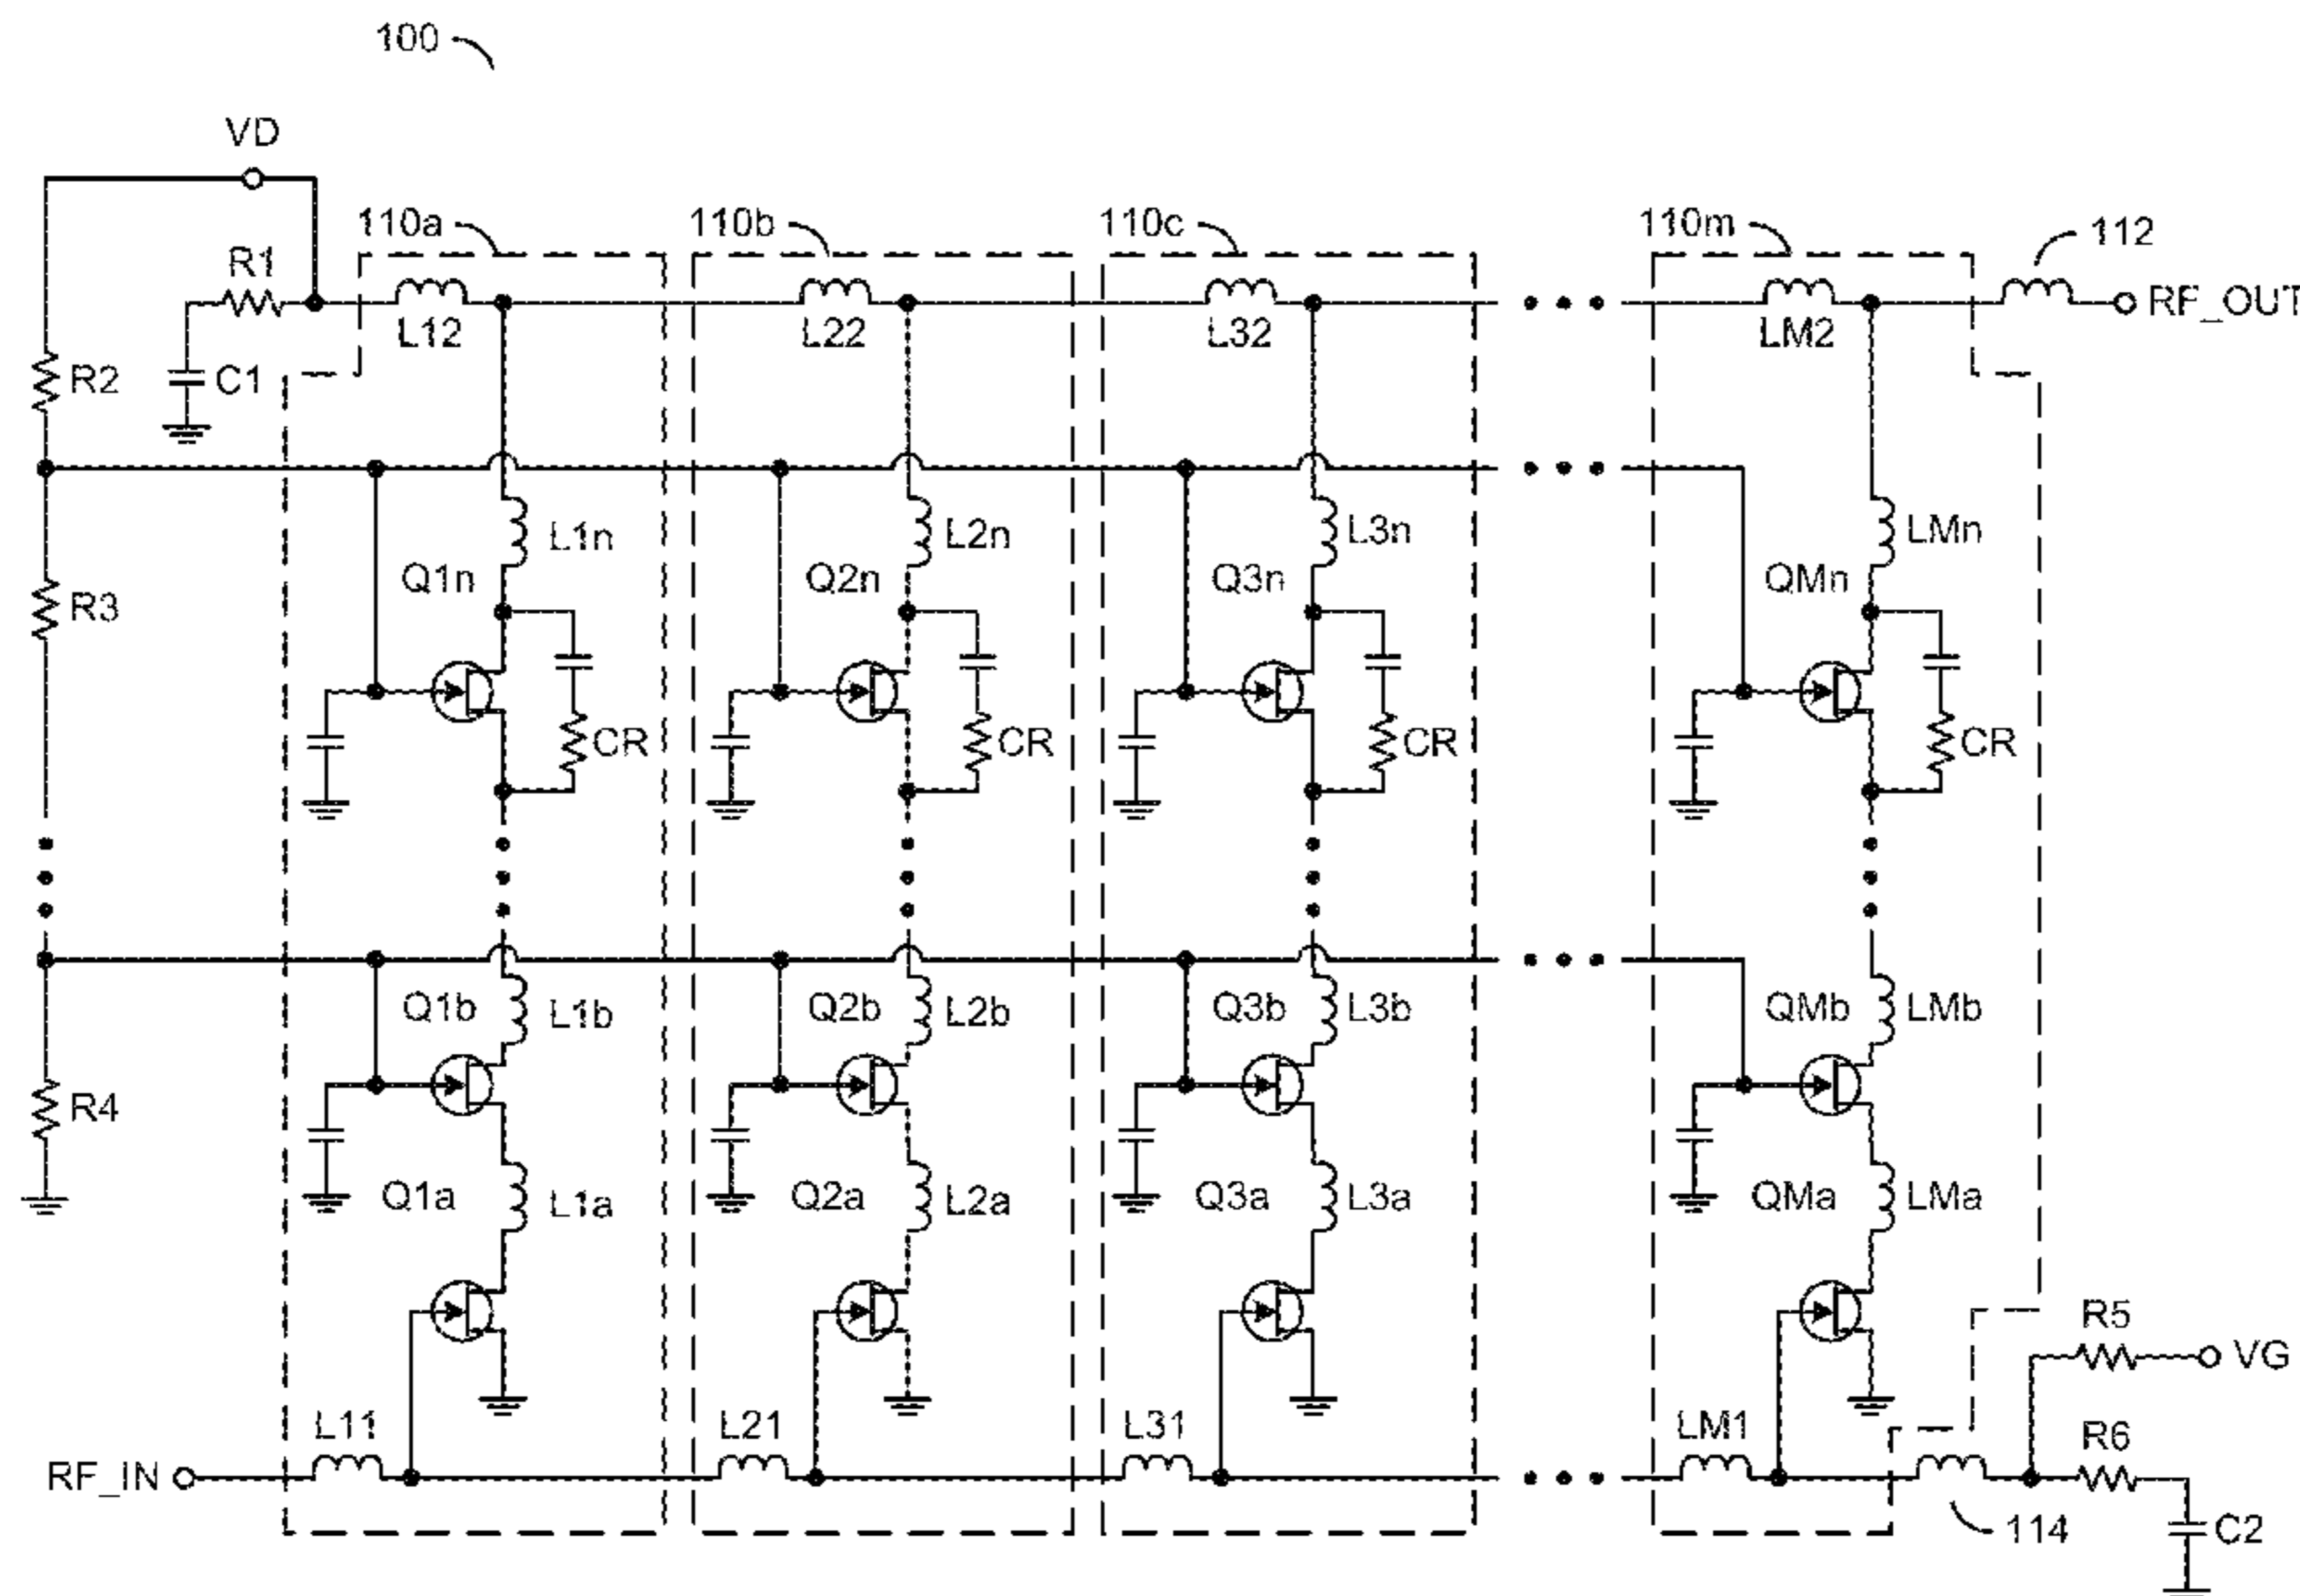 100
VD
110a 110b 110c 110m 112
R1
L12 L22 L32 LM2 RF_OUT
R2 C1
L1n L2n L3n LMn
Q1n Q2n Q3n QMn
R3
CR CR CR CR
Q1b L1b Q2b L2b Q3b L3b QMb LMb
R4
Q1a L1a Q2a L2a Q3a L3a QMa LMa
R5
VG
L11 L21 L31 LM1 R6
RF_IN
114 C2